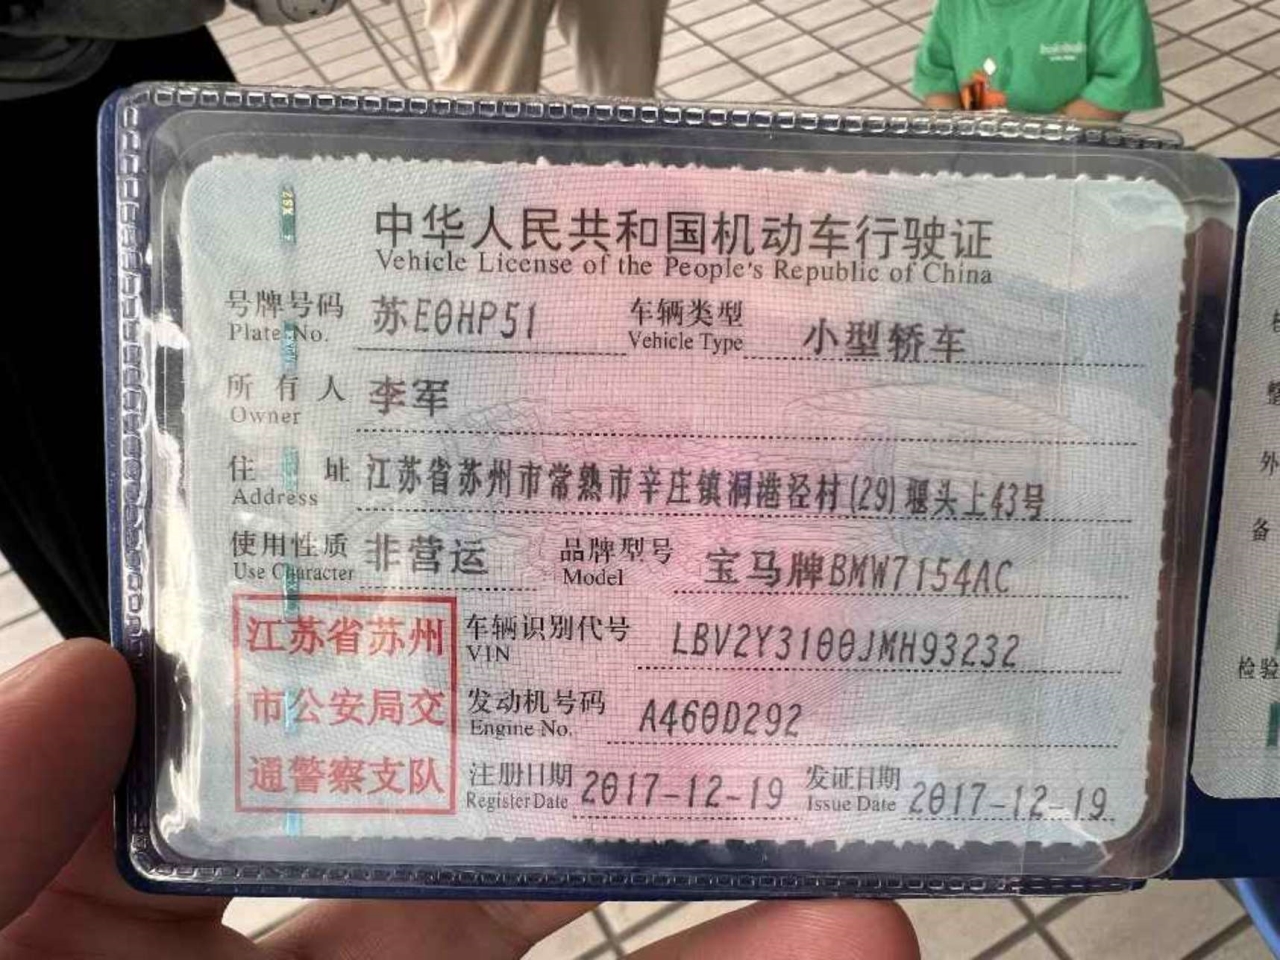 中华人民共和国机动车行驶证
Vehicle License of the People's Republic of China
号牌号码 苏E0HP51 车辆类型 小型轿车
Plate No. Vehicle Type
所有人 李军
Owner
住址 江苏省苏州市常熟市辛庄镇洞港泾村(29)堰头上43号
Address
使用性质 非营运 品牌型号 宝马牌BMW7154AC
Use Character Model
江苏省苏州
市公安局交
通警察支队
车辆识别代号 LBV2Y3100JMH93232
VIN
发动机号码 A460D292
Engine No.
注册日期 2017-12-19 发证日期 2017-12-19
Register Date Issue Date
外
备
检验